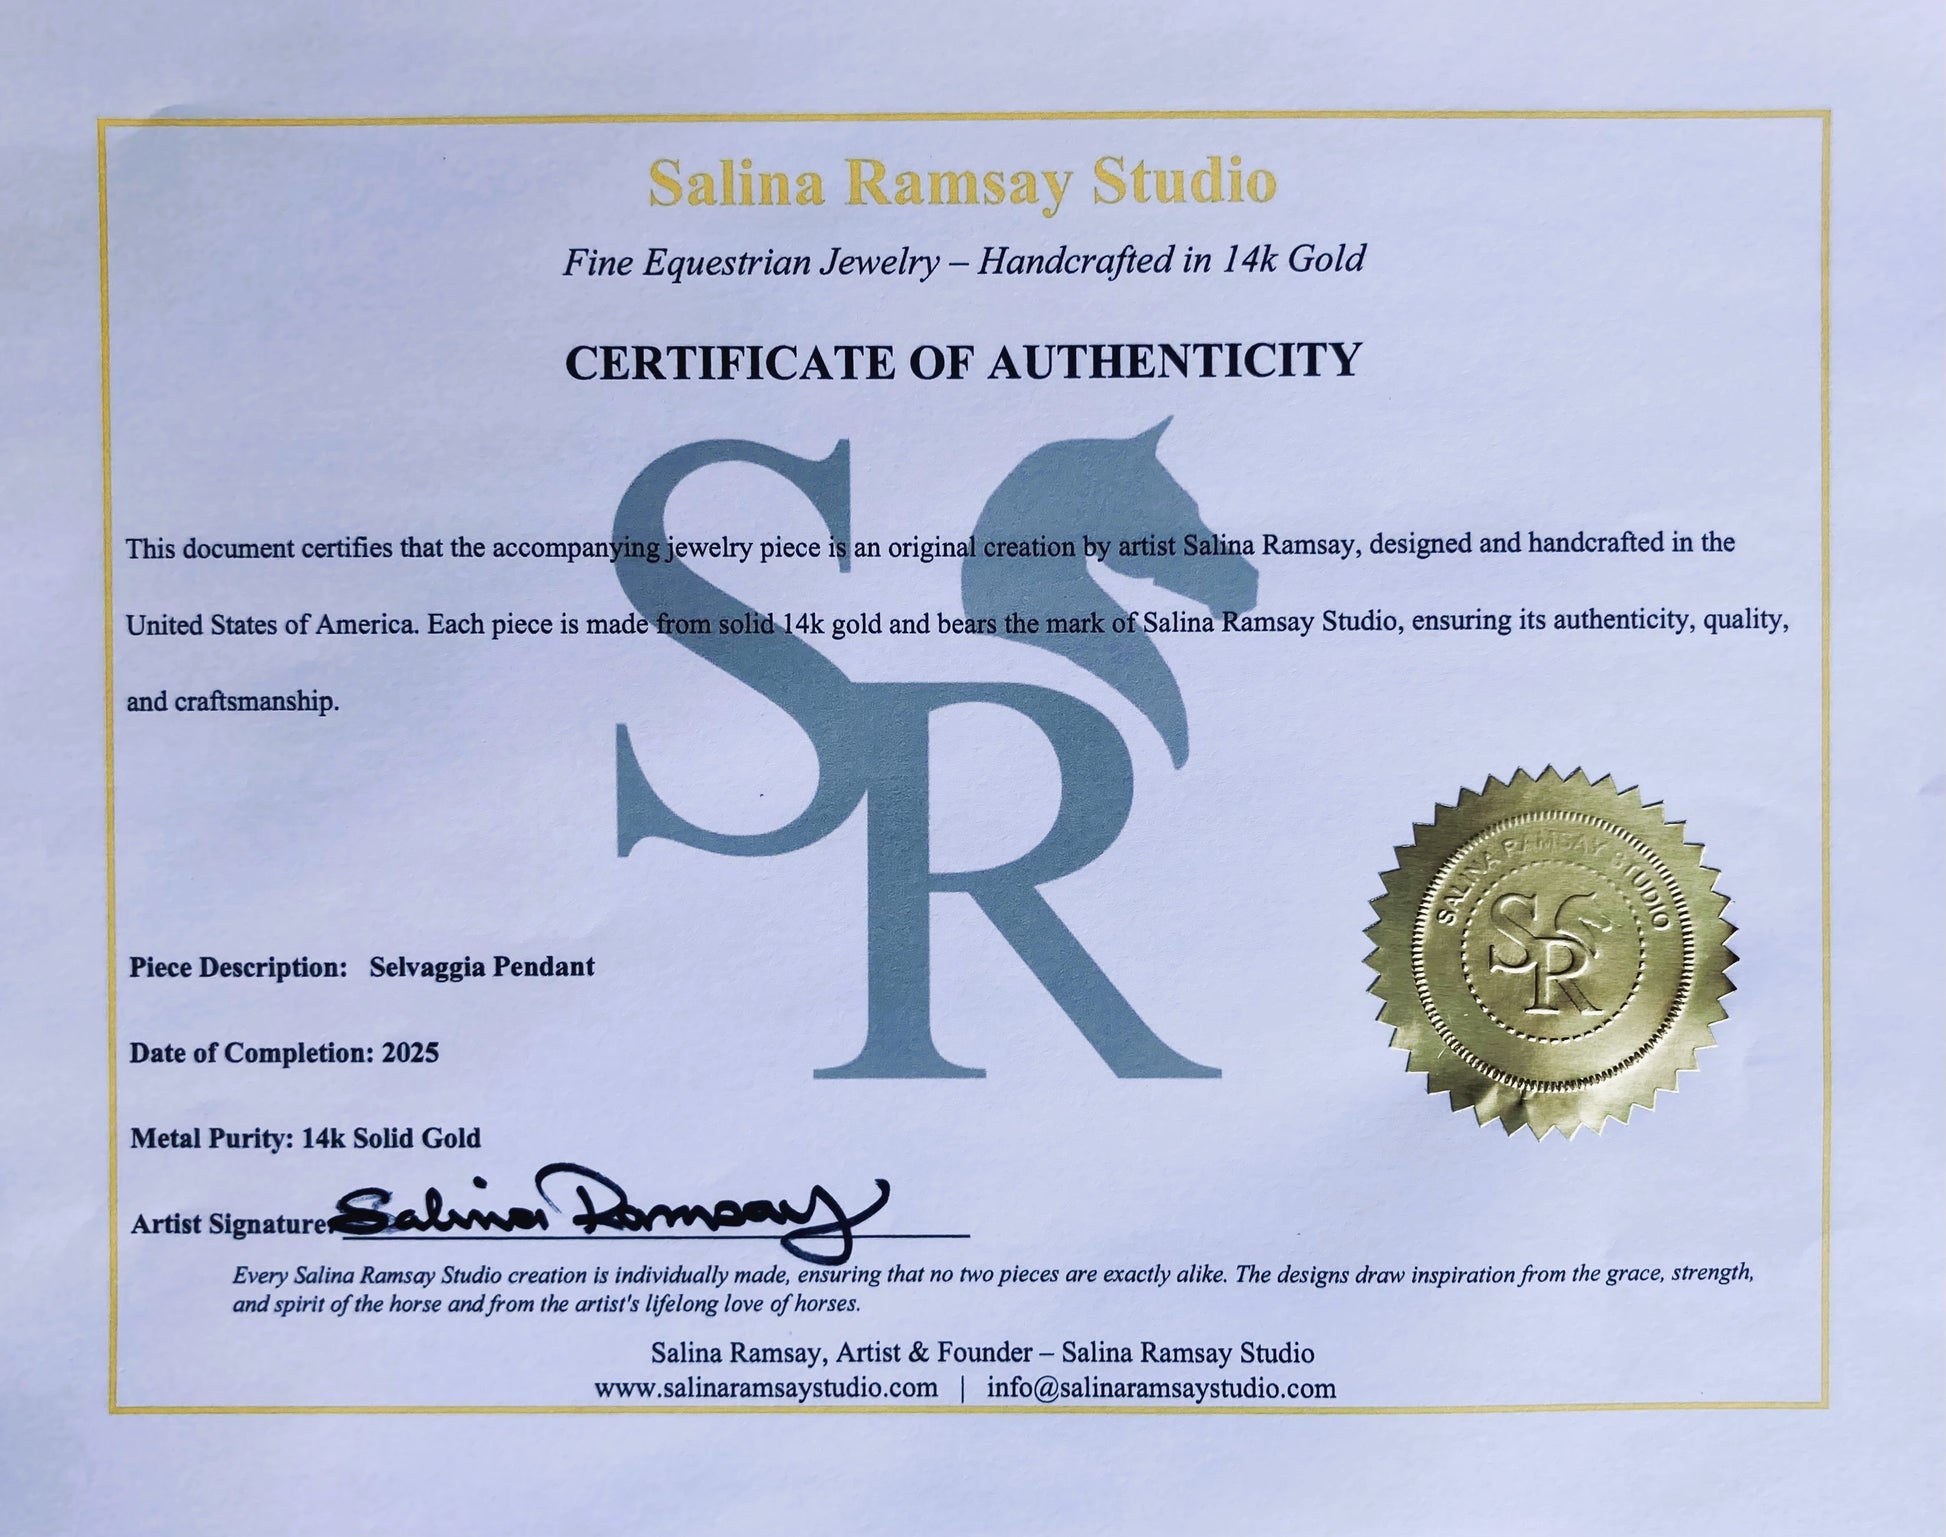 Salina Ramsay Studio
Fine Equestrian Jewelry – Handcrafted in 14k Gold
CERTIFICATE OF AUTHENTICITY
SR
This document certifies that the accompanying jewelry piece is an original creation by artist Salina Ramsay, designed and handcrafted in the
United States of America. Each piece is made from solid 14k gold and bears the mark of Salina Ramsay Studio, ensuring its authenticity, quality,
and craftsmanship.
SALINA RAMSAY STUDIO
SR
Piece Description: Selvaggia Pendant
Date of Completion: 2025
Metal Purity: 14k Solid Gold
Artist Signature: Salina Ramsay
Every Salina Ramsay Studio creation is individually made, ensuring that no two pieces are exactly alike. The designs draw inspiration from the grace, strength,
and spirit of the horse and from the artist's lifelong love of horses.
Salina Ramsay, Artist & Founder – Salina Ramsay Studio
www.salinaramsaystudio.com | info@salinaramsaystudio.com